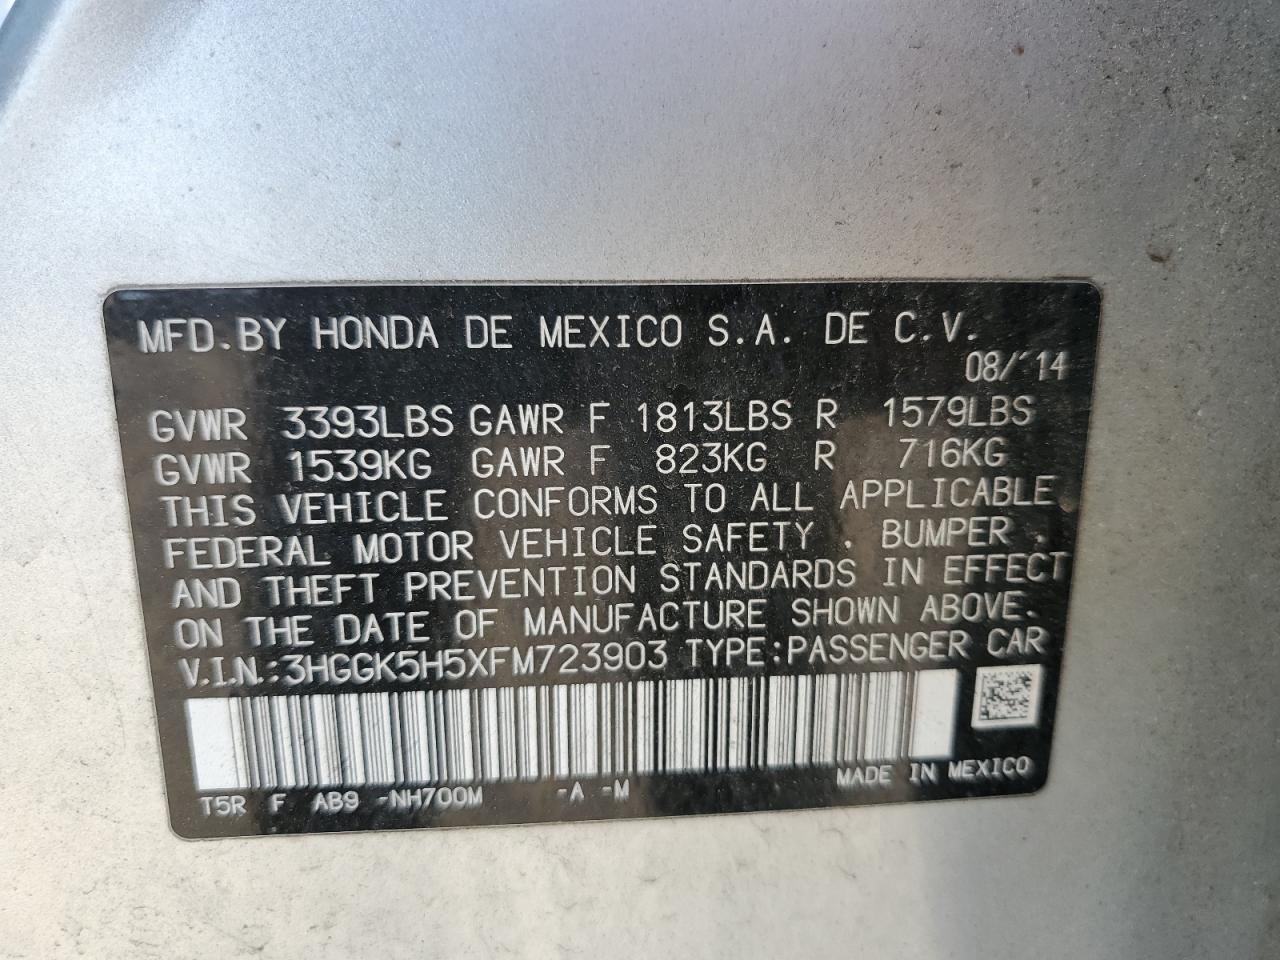 MFD.BY HONDA DE MEXICO S.A. DE C.V.
08/'14
GVWR 3393LBS GAWR F 1813LBS R 1579LBS
GVWR 1539KG GAWR F 823KG R 716KG
THIS VEHICLE CONFORMS TO ALL APPLICABLE
FEDERAL MOTOR VEHICLE SAFETY , BUMPER ,
AND THEFT PREVENTION STANDARDS IN EFFECT
ON THE DATE OF MANUFACTURE SHOWN ABOVE.
V.I.N.:3HGGK5H5XFM723903 TYPE:PASSENGER CAR
MADE IN MEXICO
T5R F AB9 -NH700M -A -M